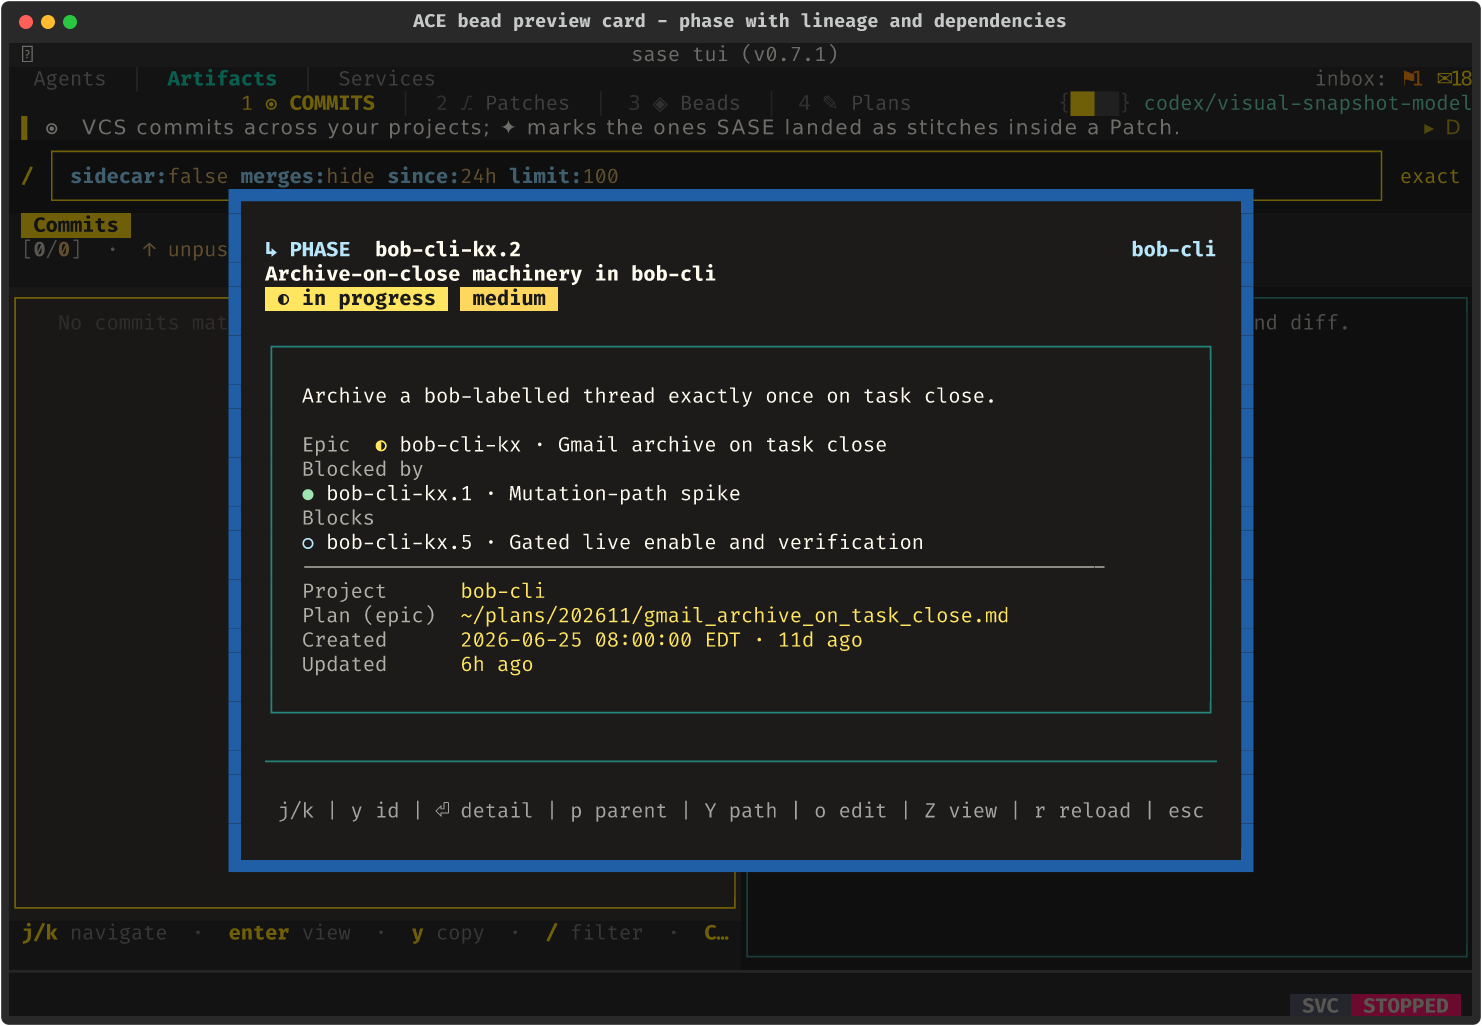 ACE bead preview card - phase with lineage and dependencies
sase tui (v0.7.1)
Agents │ Artifacts │ Services inbox: ⚑1 ✉18
1 ◎ COMMITS │ 2 Patches │ 3 ◈ Beads │ 4 ✎ Plans { } codex/visual-snapshot-model
◎ VCS commits across your projects; ✦ marks the ones SASE landed as stitches inside a Patch. ▸ D
/ sidecar:false merges:hide since:24h limit:100 exact
Commits
[0/0] · ↑ unpus
No commits mat
nd diff.
↳ PHASE bob-cli-kx.2 bob-cli
Archive-on-close machinery in bob-cli
◐ in progress medium
Archive a bob-labelled thread exactly once on task close.
Epic ◐ bob-cli-kx · Gmail archive on task close
Blocked by
● bob-cli-kx.1 · Mutation-path spike
Blocks
○ bob-cli-kx.5 · Gated live enable and verification
Project bob-cli
Plan (epic) ~/plans/202611/gmail_archive_on_task_close.md
Created 2026-06-25 08:00:00 EDT · 11d ago
Updated 6h ago
j/k | y id | ⏎ detail | p parent | Y path | o edit | Z view | r reload | esc
j/k navigate · enter view · y copy · / filter · C…
SVC STOPPED